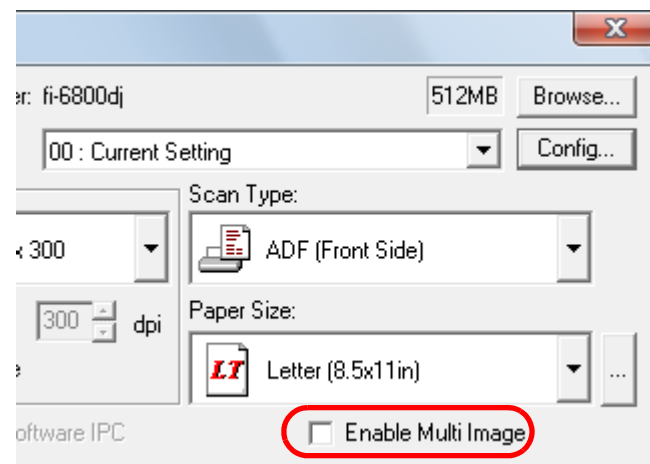 er: fi-6800dj 512MB Browse...
00 : Current Setting Config...
Scan Type:
x 300 ADF (Front Side)
300 dpi Paper Size:
LT Letter (8.5x11in) ...
oftware IPC Enable Multi Image